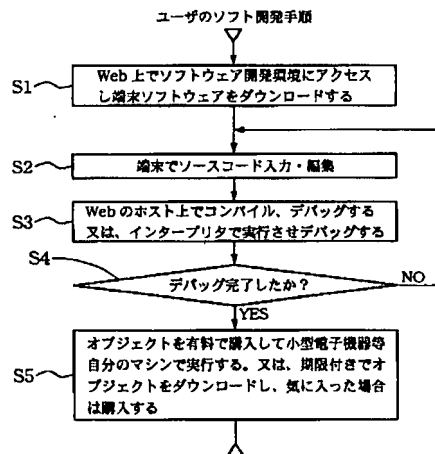 ユーザのソフト開発手順
S1
Web上でソフトウェア開発環境にアクセス
し端末ソフトウェアをダウンロードする
S2
端末でソースコード入力・編集
S3
Webのホスト上でコンパイル、デバッグする
又は、インタープリタで実行させデバッグする
S4
デバッグ完了したか？
NO
YES
S5
オブジェクトを有料で購入して小型電子機器等
自分のマシンで実行する。又は、期限付きでオ
ブジェクトをダウンロードし、気に入った場合
は購入する